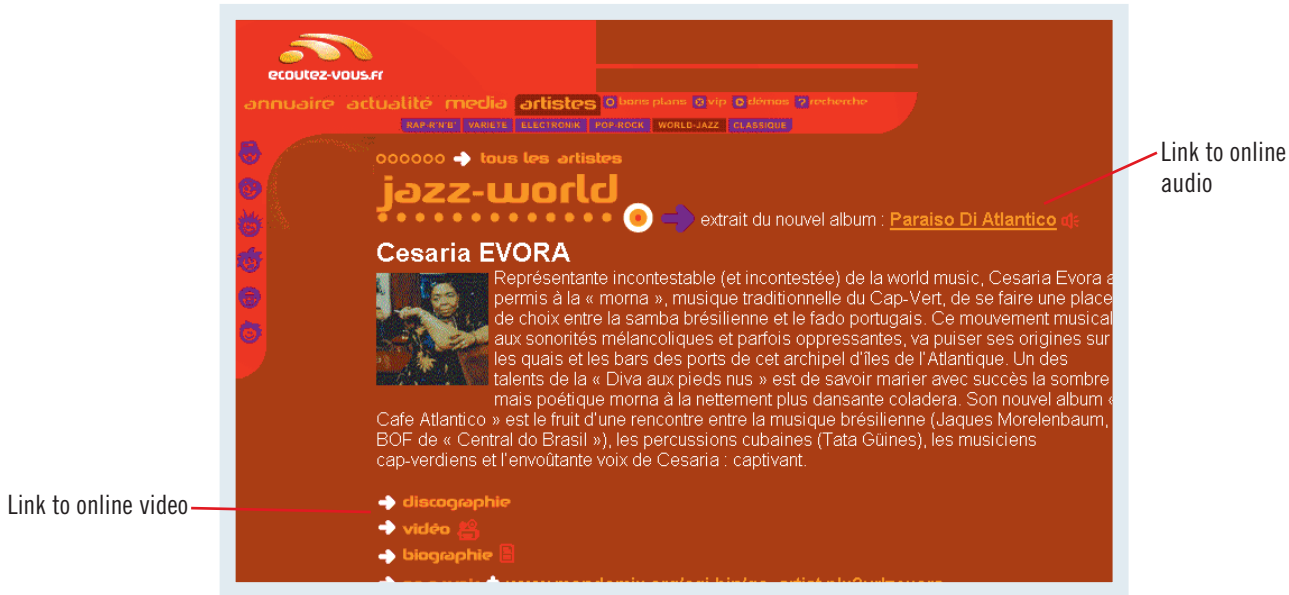 ecoutez-vous.fr
annuaire actualité media artistes bons plans vip démos ? recherche
RAP-R'N'B' VARIETE ELECTRONIK POP-ROCK WORLD-JAZZ CLASSIQUE
tous les artistes
jazz-world
extrait du nouvel album : Paraiso Di Atlantico
Link to online
audio
Cesaria EVORA
Représentante incontestable (et incontestée) de la world music, Cesaria Evora a
permis à la « morna », musique traditionnelle du Cap-Vert, de se faire une place
de choix entre la samba brésilienne et le fado portugais. Ce mouvement musical
aux sonorités mélancoliques et parfois oppressantes, va puiser ses origines sur
les quais et les bars des ports de cet archipel d'îles de l'Atlantique. Un des
talents de la « Diva aux pieds nus » est de savoir marier avec succès la sombre
mais poétique morna à la nettement plus dansante coladera. Son nouvel album «
Cafe Atlantico » est le fruit d'une rencontre entre la musique brésilienne (Jaques Morelenbaum,
BOF de « Central do Brasil »), les percussions cubaines (Tata Güines), les musiciens
cap-verdiens et l'envoûtante voix de Cesaria : captivant.
Link to online video
discographie
vidéo
biographie